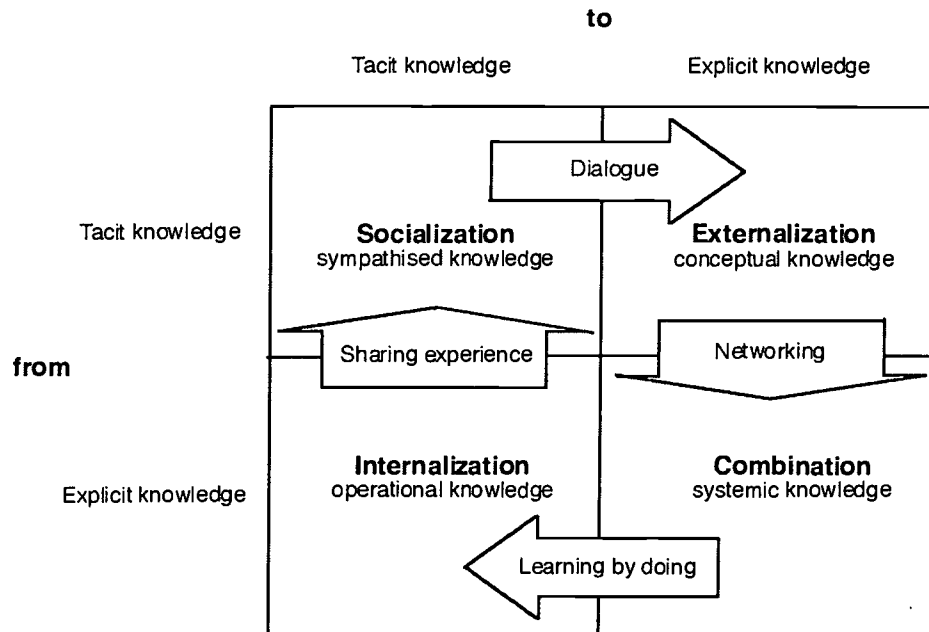 to
Tacit knowledge
Explicit knowledge
Dialogue
Tacit knowledge
Socialization
sympathised knowledge
Externalization
conceptual knowledge
from
Sharing experience
Networking
Explicit knowledge
Internalization
operational knowledge
Combination
systemic knowledge
Learning by doing